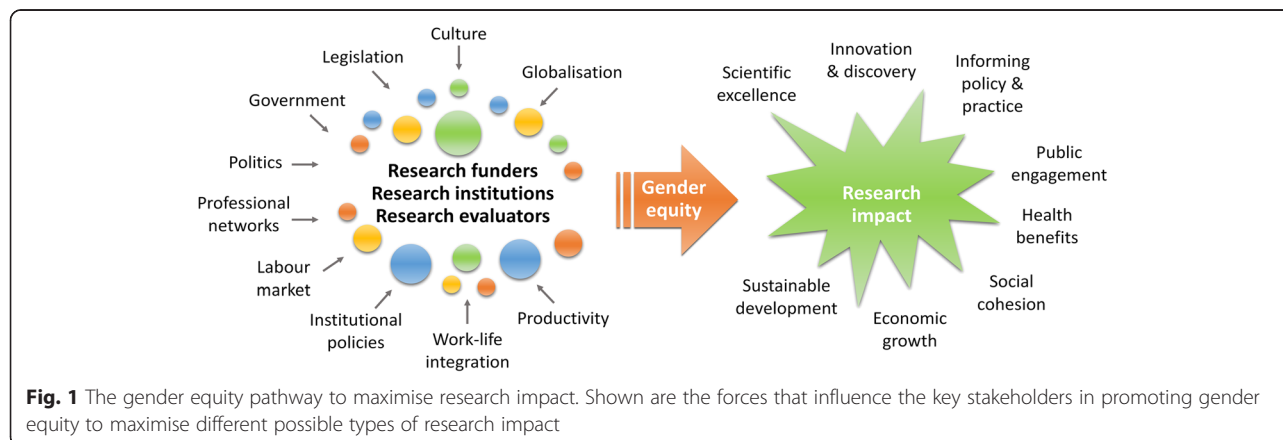 Culture
Legislation
Globalisation
Government
Politics
Professional
networks
Labour
market
Institutional
policies
Work-life
integration
Productivity
Research funders
Research institutions
Research evaluators
Gender
equity
Scientific
excellence
Innovation
& discovery
Informing
policy &
practice
Public
engagement
Health
benefits
Social
cohesion
Economic
growth
Sustainable
development
Research
impact
Fig. 1 The gender equity pathway to maximise research impact. Shown are the forces that influence the key stakeholders in promoting gender
equity to maximise different possible types of research impact